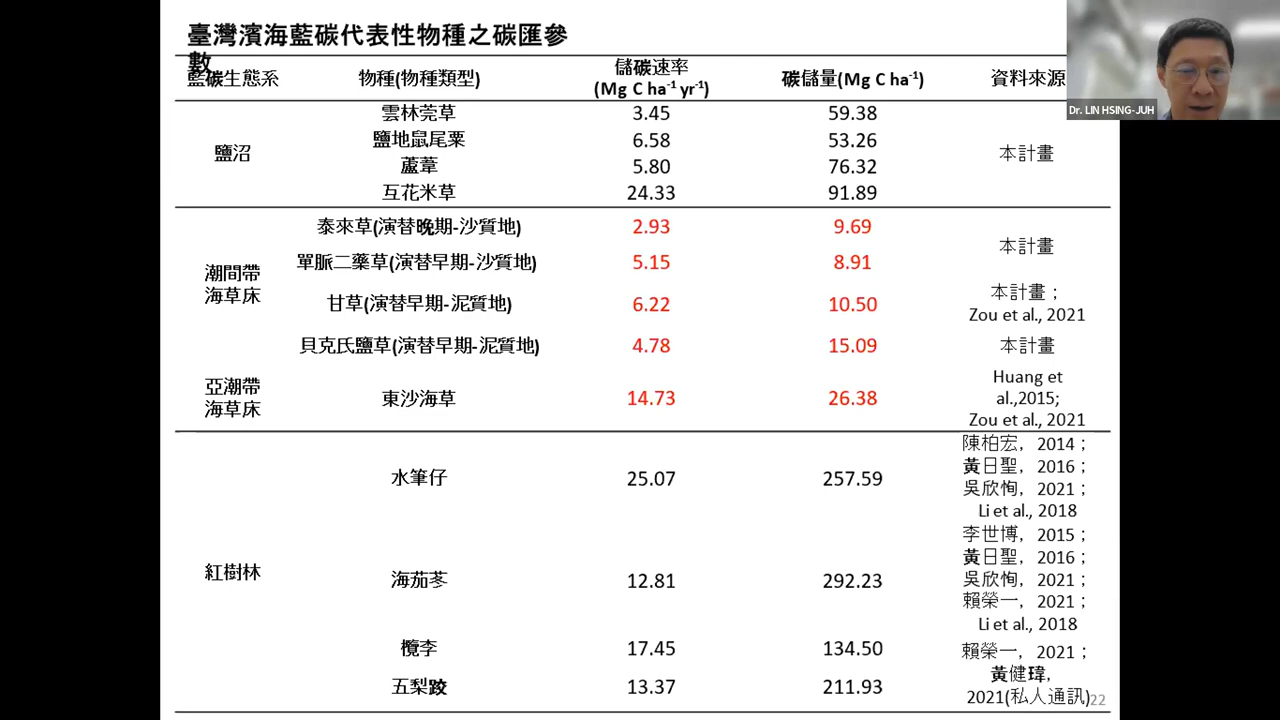 臺灣濱海藍碳代表性物種之碳匯參
數
藍碳生態系 物種(物種類型) 儲碳速率 (Mg C ha⁻¹ yr⁻¹) 碳儲量(Mg C ha⁻¹) 資料來源
Dr. LIN HSING-JUH
鹽沼
雲林莞草 3.45 59.38
鹽地鼠尾粟 6.58 53.26
蘆葦 5.80 76.32
互花米草 24.33 91.89
本計畫
潮間帶
海草床
泰來草(演替晚期-沙質地) 2.93 9.69
單脈二藥草(演替早期-沙質地) 5.15 8.91
本計畫
甘草(演替早期-泥質地) 6.22 10.50
本計畫；
Zou et al., 2021
貝克氏鹽草(演替早期-泥質地) 4.78 15.09 本計畫
亞潮帶
海草床
東沙海草 14.73 26.38
Huang et
al.,2015;
Zou et al., 2021
紅樹林
水筆仔 25.07 257.59
陳柏宏，2014；
黃日聖，2016；
吳欣恂，2021；
Li et al., 2018
海茄苳 12.81 292.23
李世博，2015；
黃日聖，2016；
吳欣恂，2021；
賴榮一，2021；
Li et al., 2018
欖李 17.45 134.50
五梨跤 13.37 211.93
賴榮一，2021；
黃健瑋，
2021(私人通訊)
22